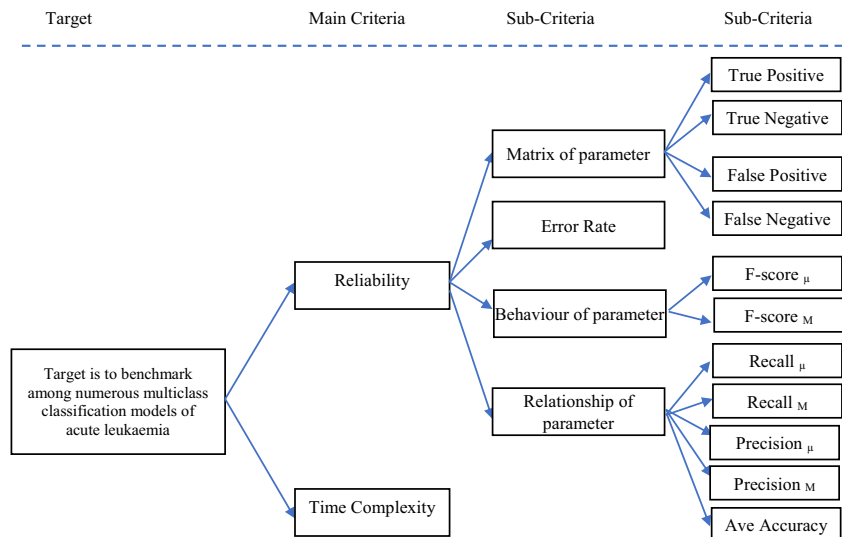 Target
Main Criteria
Sub-Criteria
Sub-Criteria
True Positive
True Negative
Matrix of parameter
False Positive
False Negative
Error Rate
Reliability
F-score μ
Behaviour of parameter
F-score M
Target is to benchmark
among numerous multiclass
classification models of
acute leukaemia
Recall μ
Relationship of
parameter
Recall M
Precision μ
Precision M
Time Complexity
Ave Accuracy